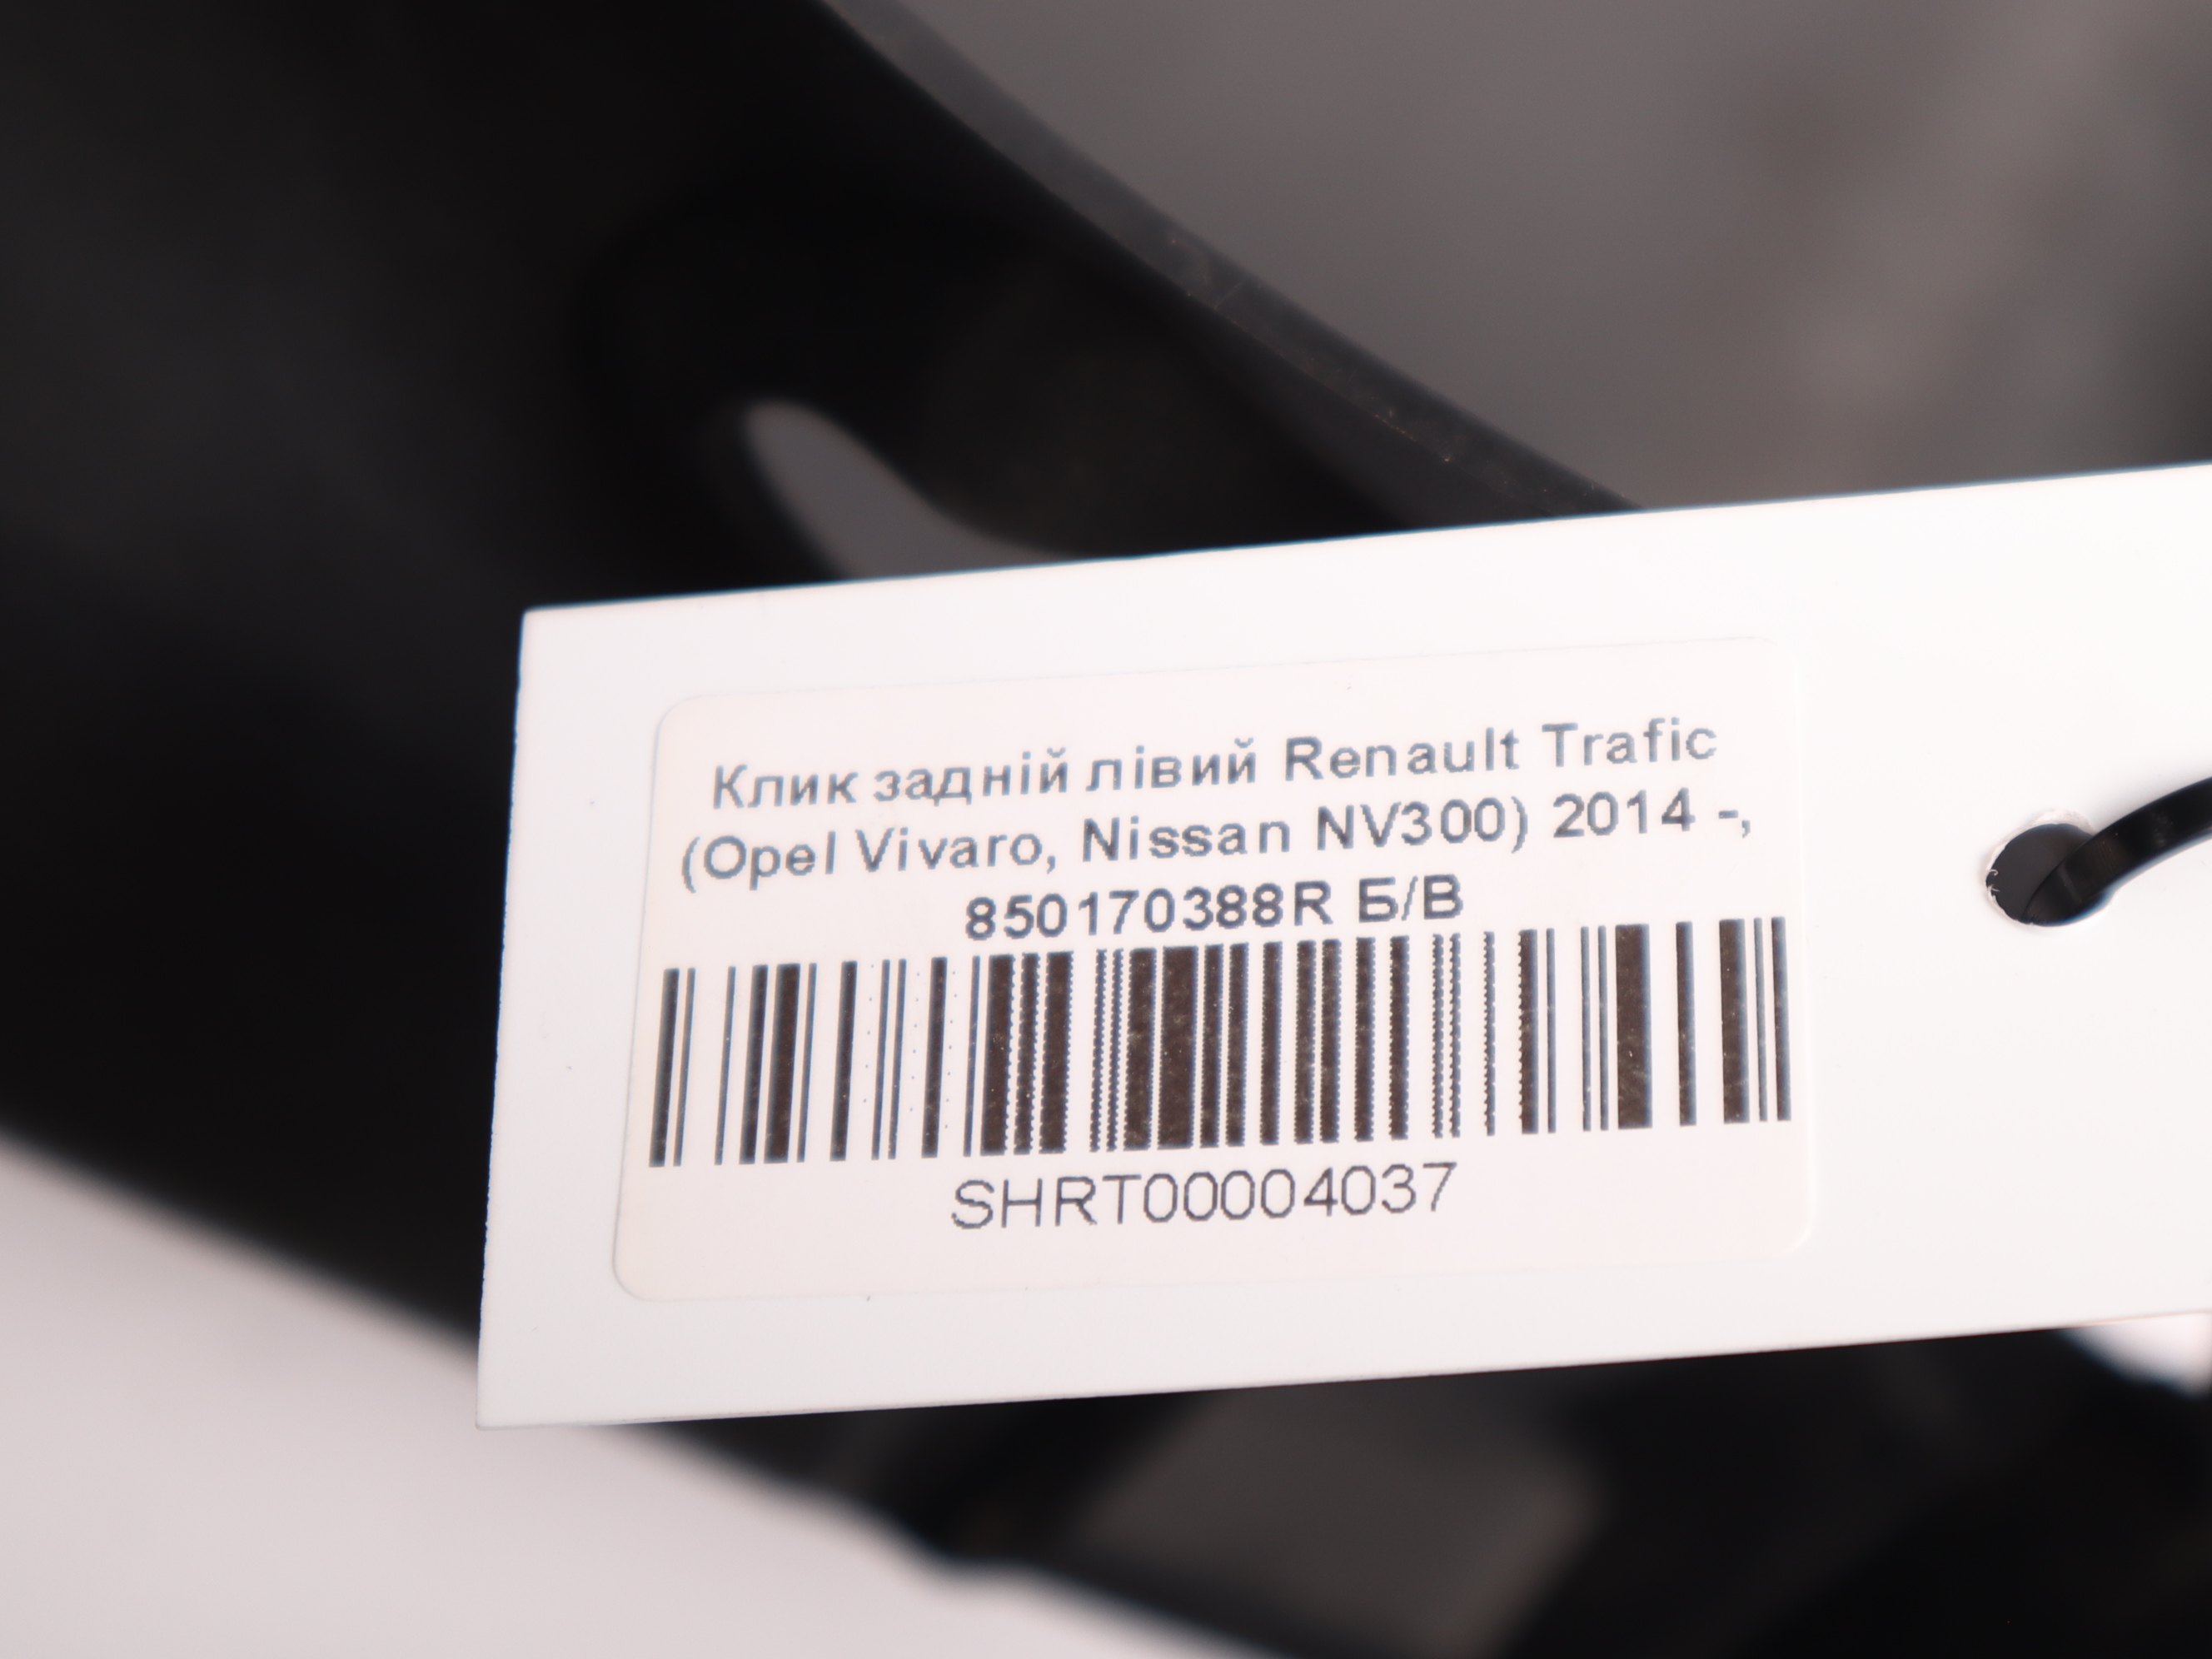 Клик задній лівий Renault Trafic
(Opel Vivaro, Nissan NV300) 2014 -,
850170388R Б/В
SHRT00004037